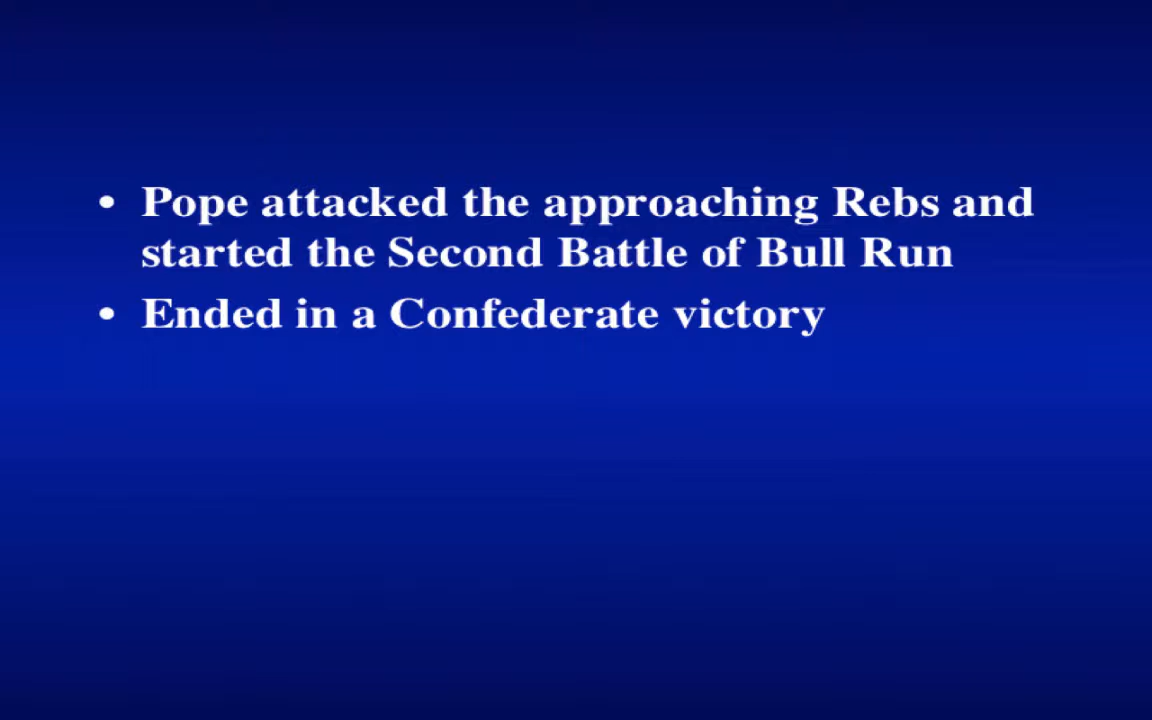 • Pope attacked the approaching Rebs and
started the Second Battle of Bull Run
• Ended in a Confederate victory